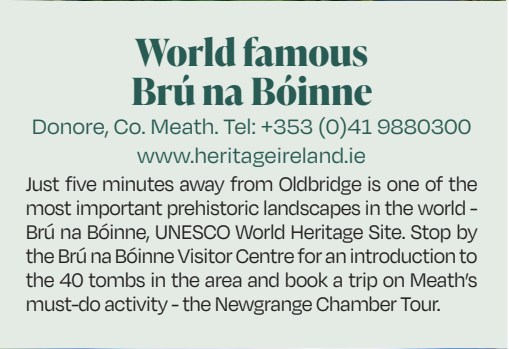 World famous
Brú na Bóinne
Donore, Co. Meath. Tel: +353 (0)41 9880300
www.heritageireland.ie
Just five minutes away from Oldbridge is one of the
most important prehistoric landscapes in the world -
Brú na Bóinne, UNESCO World Heritage Site. Stop by
the Brú na Bóinne Visitor Centre for an introduction to
the 40 tombs in the area and book a trip on Meath's
must-do activity - the Newgrange Chamber Tour.